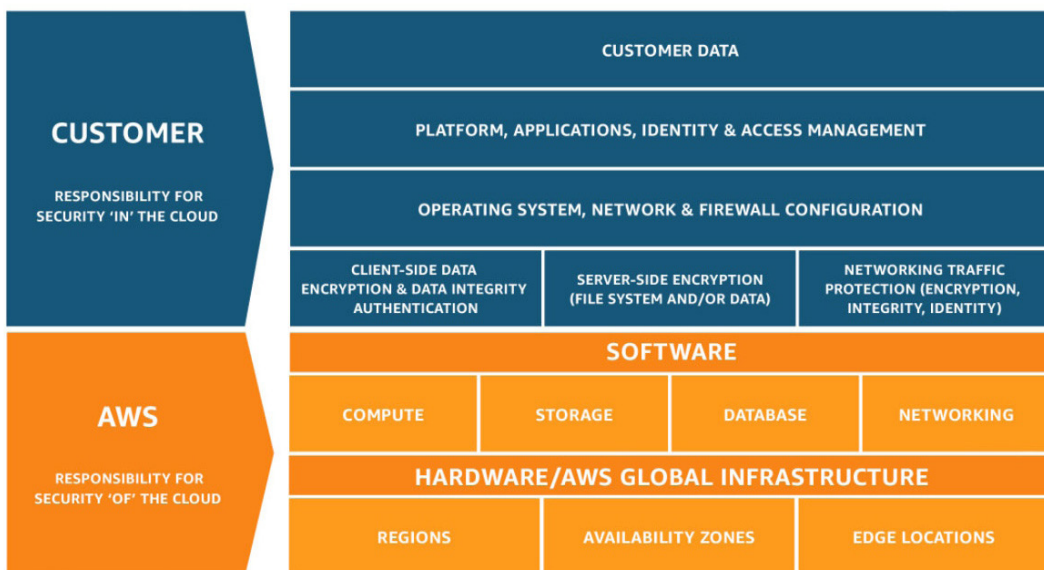 CUSTOMER
RESPONSIBILITY FOR
SECURITY ‘IN’ THE CLOUD
CUSTOMER DATA
PLATFORM, APPLICATIONS, IDENTITY & ACCESS MANAGEMENT
OPERATING SYSTEM, NETWORK & FIREWALL CONFIGURATION
CLIENT-SIDE DATA
ENCRYPTION & DATA INTEGRITY
AUTHENTICATION
SERVER-SIDE ENCRYPTION
(FILE SYSTEM AND/OR DATA)
NETWORKING TRAFFIC
PROTECTION (ENCRYPTION,
INTEGRITY, IDENTITY)
AWS
RESPONSIBILITY FOR
SECURITY ‘OF’ THE CLOUD
SOFTWARE
COMPUTE
STORAGE
DATABASE
NETWORKING
HARDWARE/AWS GLOBAL INFRASTRUCTURE
REGIONS
AVAILABILITY ZONES
EDGE LOCATIONS